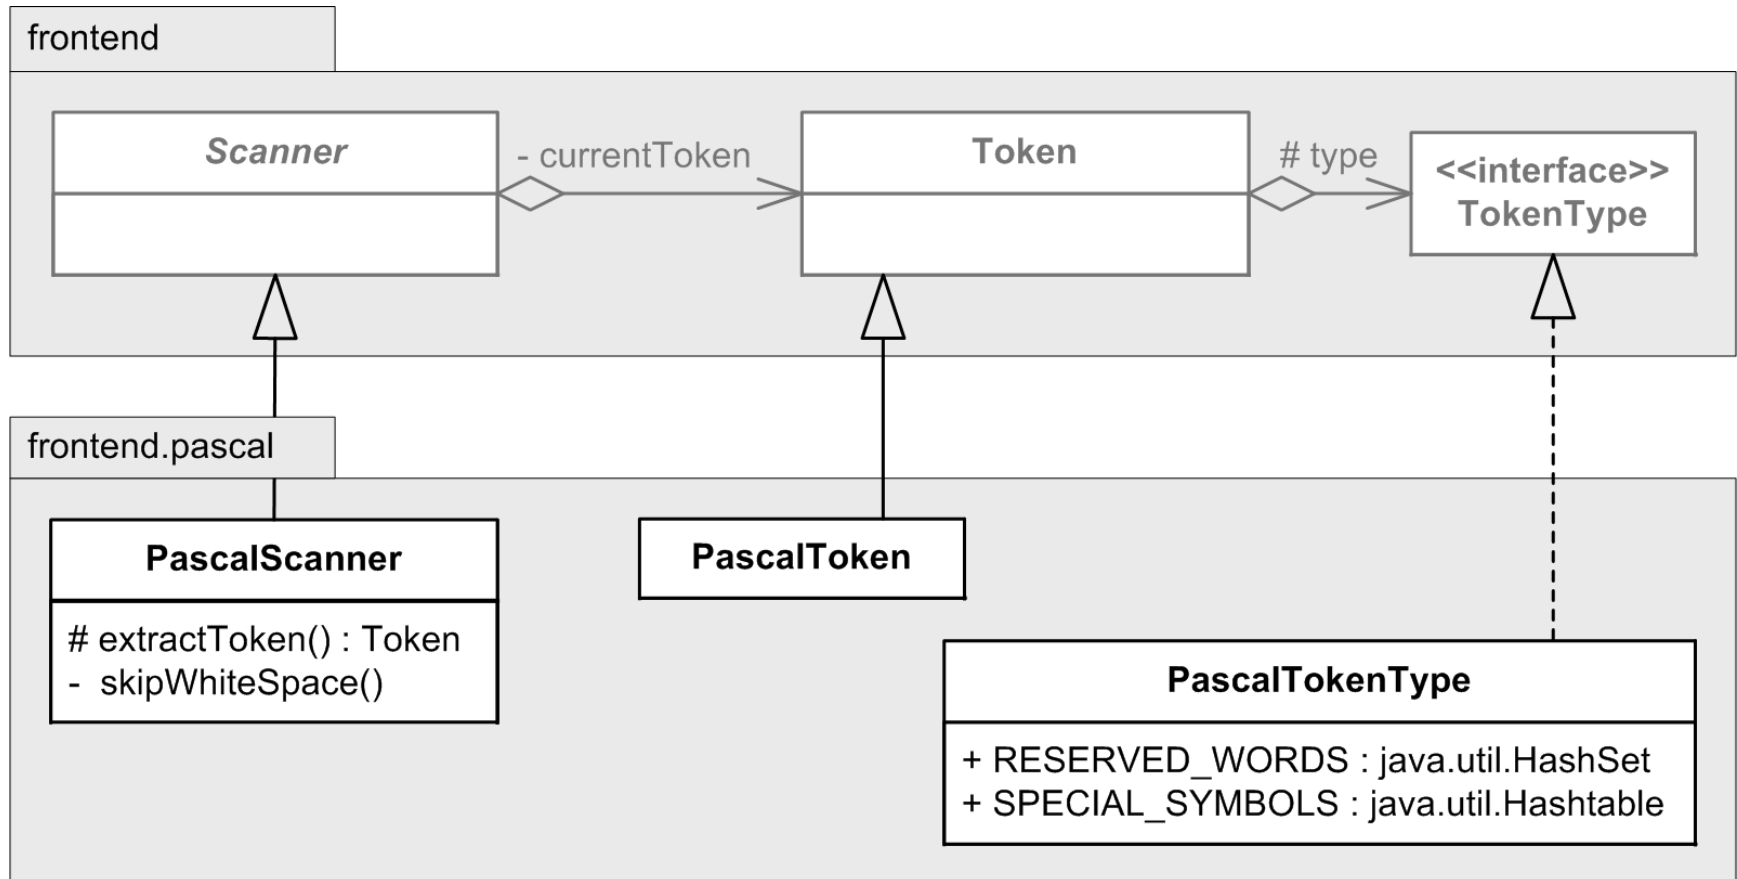 frontend
Scanner
- currentToken
Token
# type
<<interface>>
TokenType
frontend.pascal
PascalScanner
# extractToken() : Token
- skipWhiteSpace()
PascalToken
PascalTokenType
+ RESERVED_WORDS : java.util.HashSet
+ SPECIAL_SYMBOLS : java.util.Hashtable